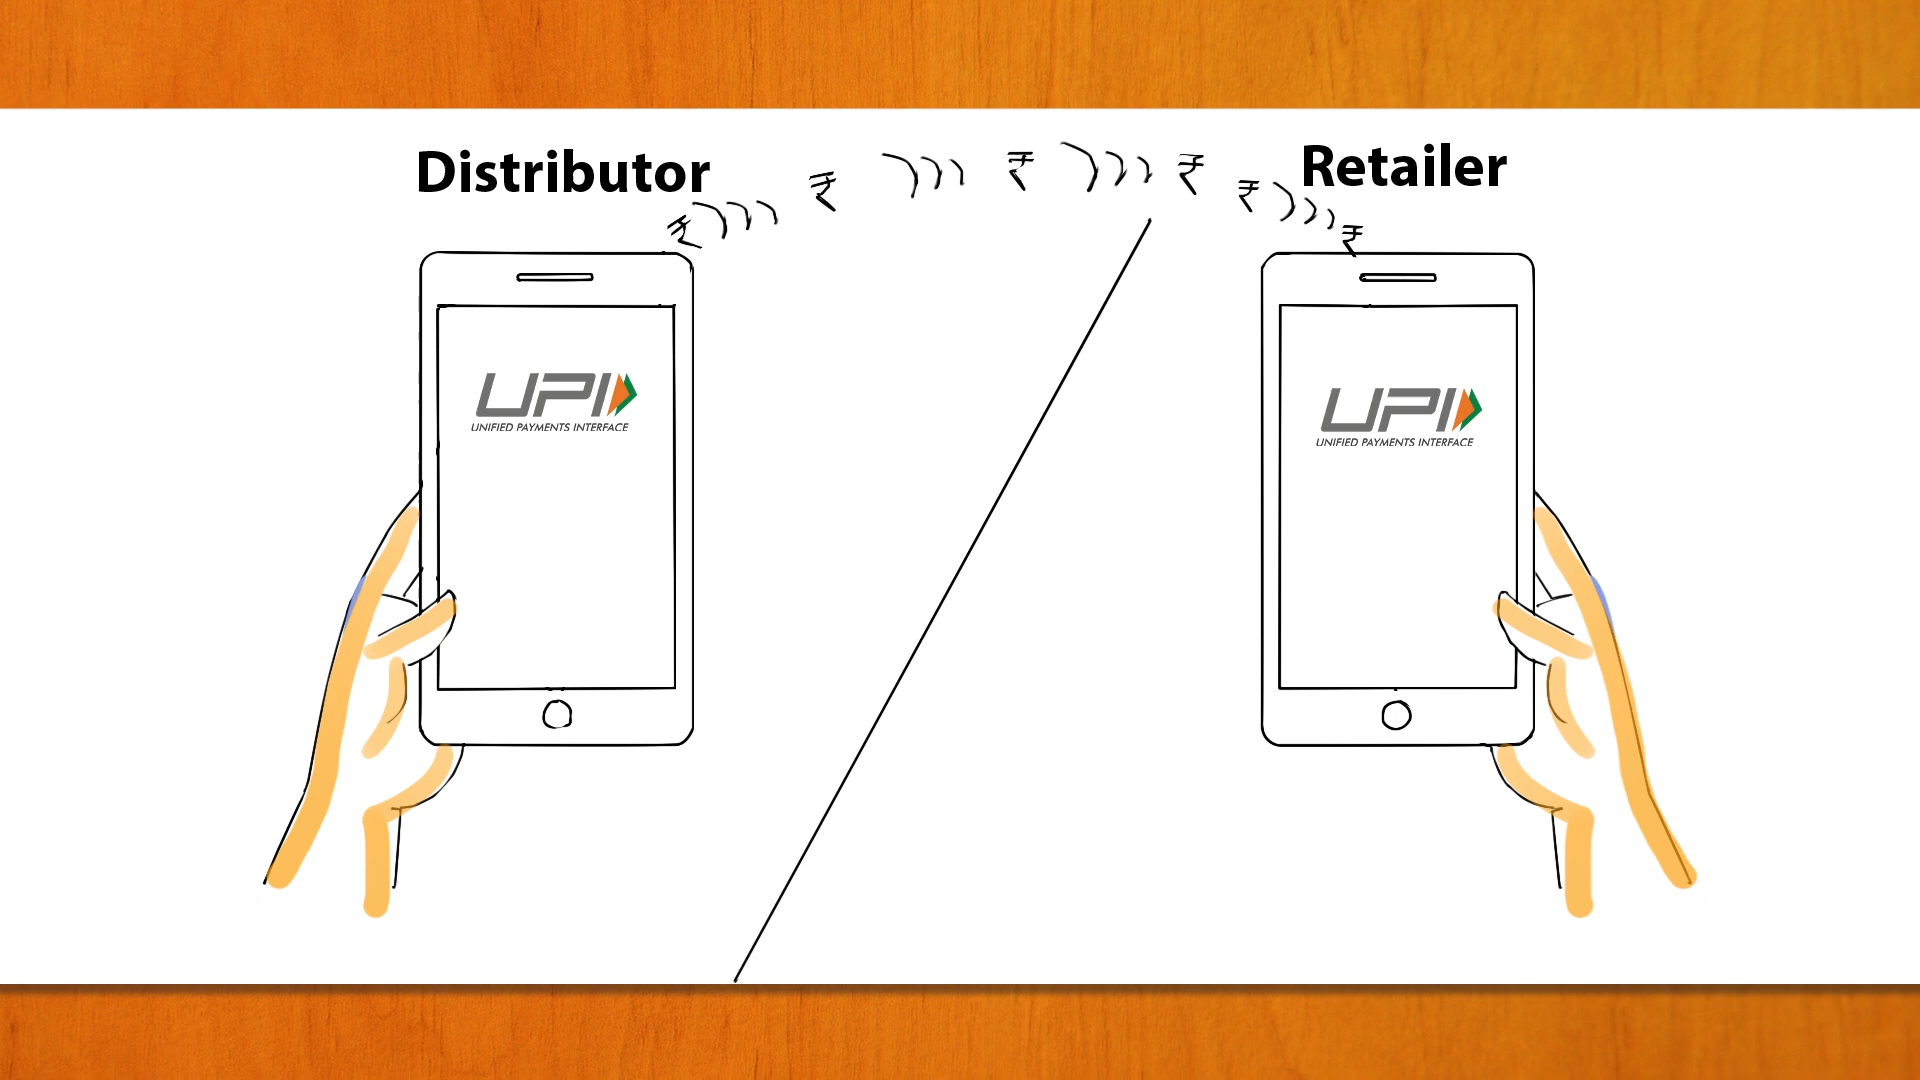 Distributor
Retailer
₹ ₹ ₹ ₹ ₹ ₹
UPI
UNIFIED PAYMENTS INTERFACE
UPI
UNIFIED PAYMENTS INTERFACE